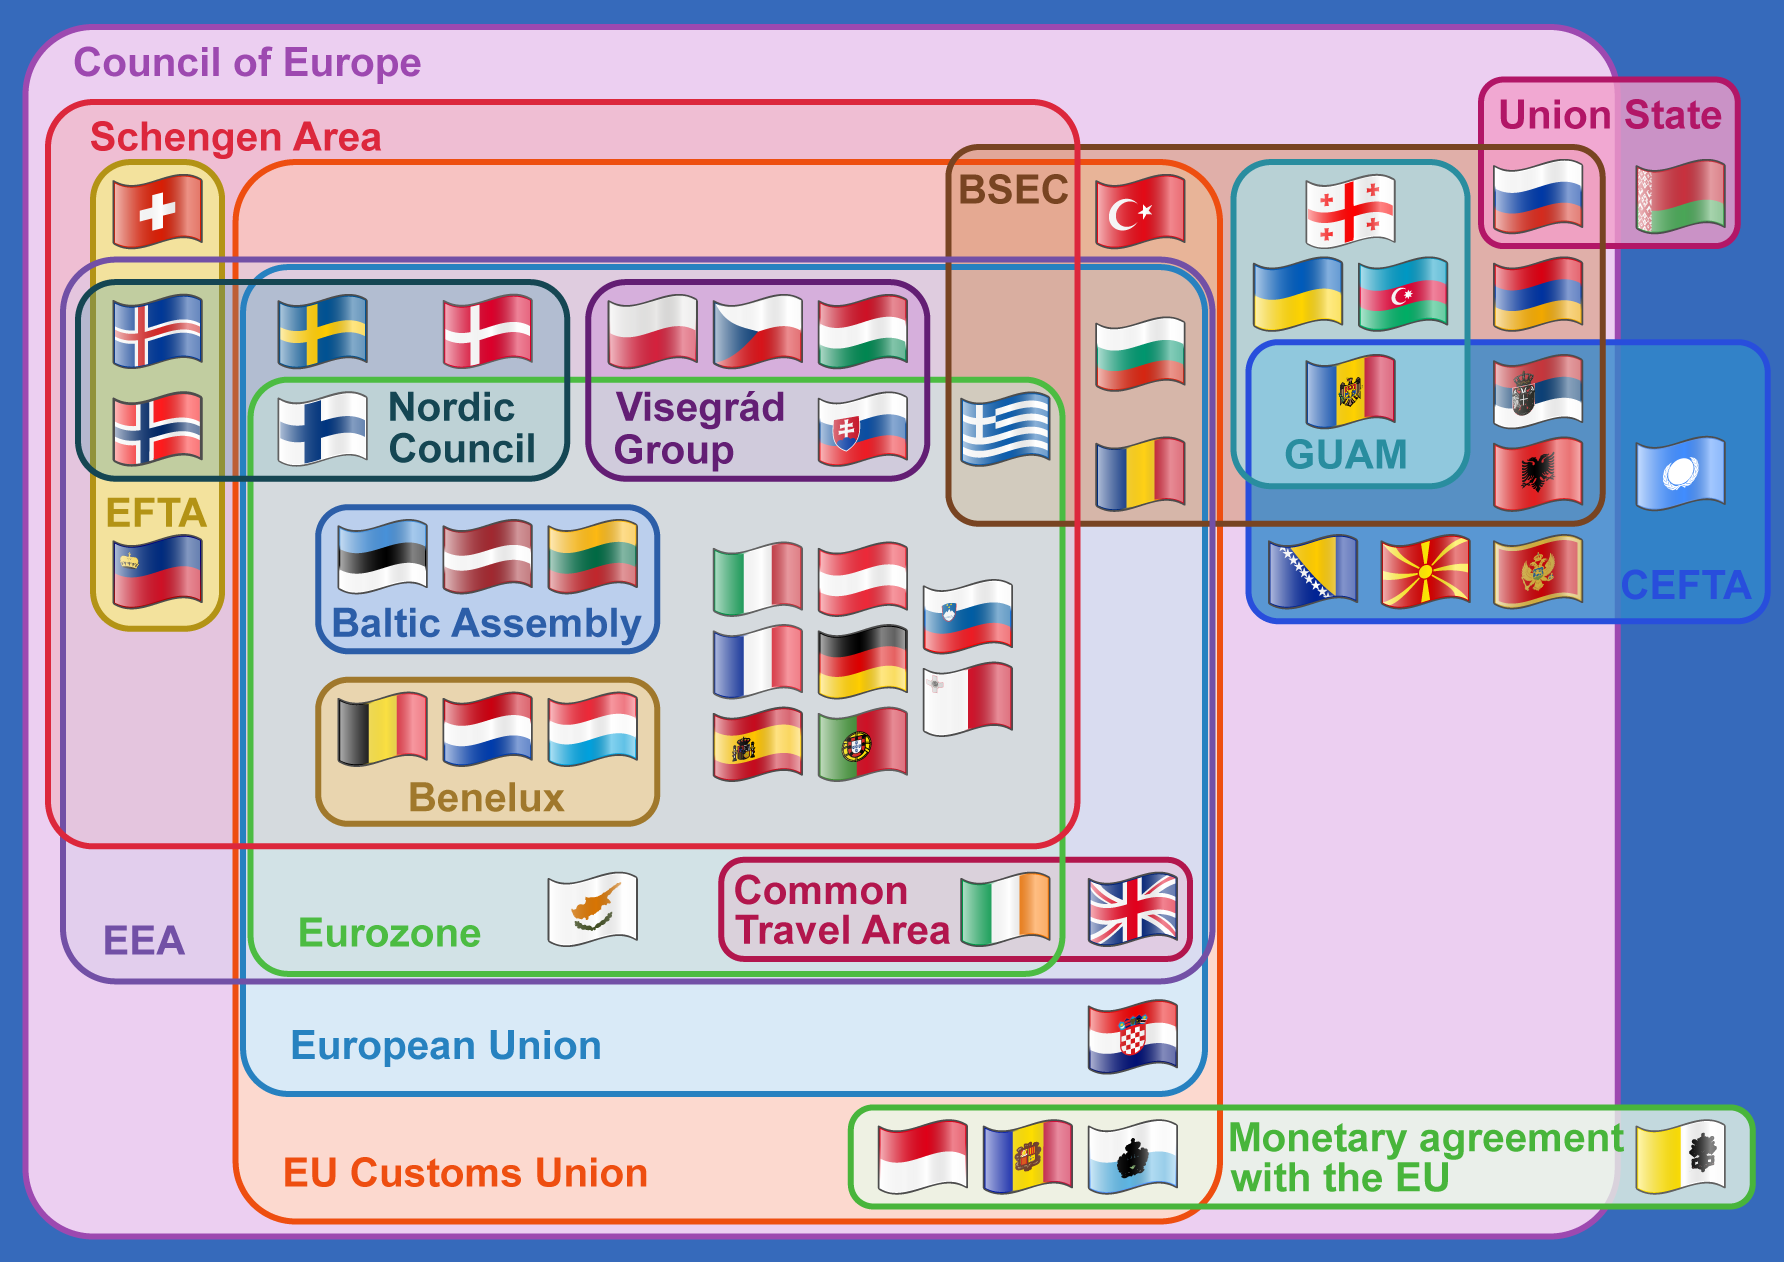 Council of Europe
Union State
Schengen Area
BSEC
Nordic
Council
Visegrád
Group
GUAM
EFTA
CEFTA
Baltic Assembly
Benelux
Common
Travel Area
Eurozone
EEA
European Union
EU Customs Union
Monetary agreement
with the EU